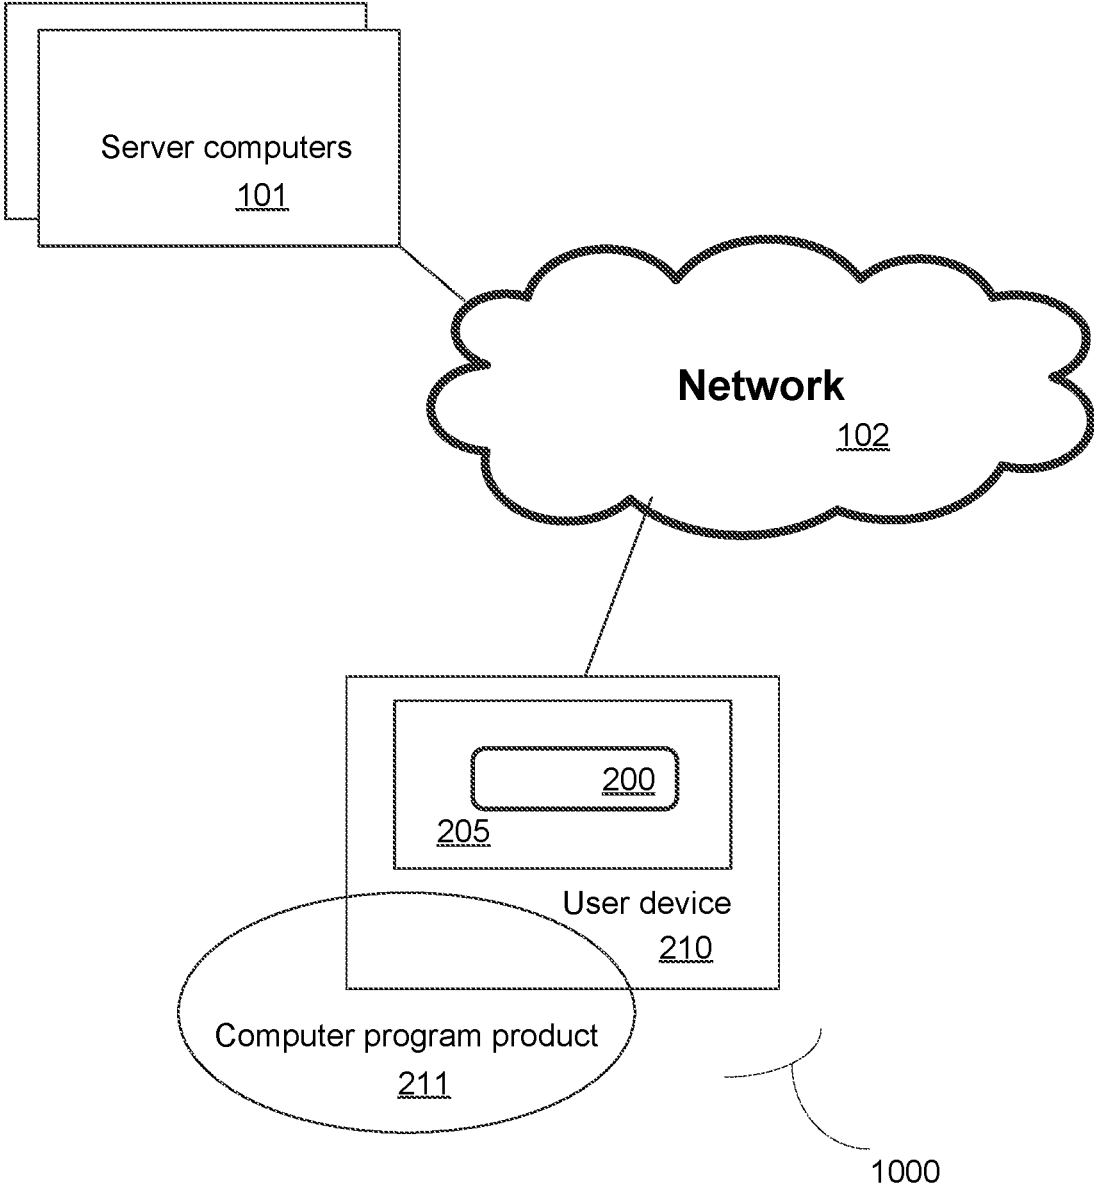 Server computers
101
Network
102
200
205
User device
210
Computer program product
211
1000